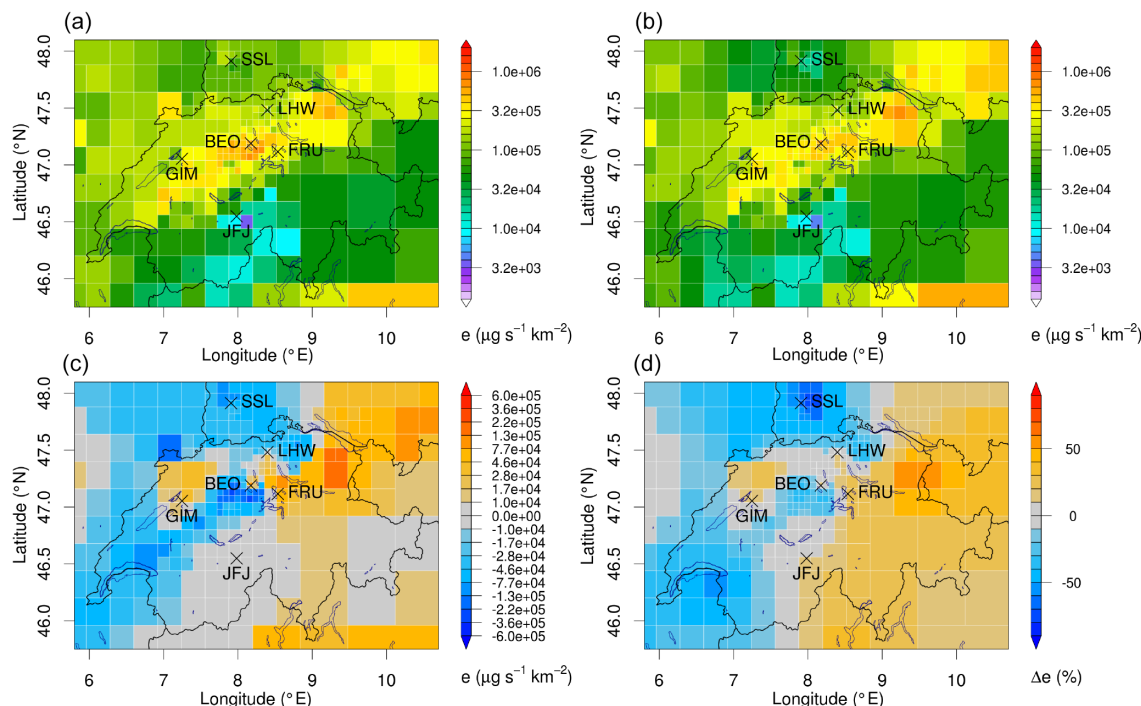 (a)
(b)
48.0
47.5
47.0
46.5
46.0
Latitude (°N)
SSL
LHW
BEO
FRU
GIM
JFJ
6 7 8 9 10
Longitude (°E)
1.0e+06
3.2e+05
1.0e+05
3.2e+04
1.0e+04
3.2e+03
e (μg s⁻¹ km⁻²)
48.0
47.5
47.0
46.5
46.0
Latitude (°N)
SSL
LHW
BEO
FRU
GIM
JFJ
6 7 8 9 10
Longitude (°E)
1.0e+06
3.2e+05
1.0e+05
3.2e+04
1.0e+04
3.2e+03
e (μg s⁻¹ km⁻²)
(c)
(d)
48.0
47.5
47.0
46.5
46.0
Latitude (°N)
SSL
LHW
BEO
FRU
GIM
JFJ
6 7 8 9 10
Longitude (°E)
6.0e+05
3.6e+05
2.2e+05
1.3e+05
7.7e+04
4.6e+04
2.8e+04
1.7e+04
1.0e+04
0.0e+00
-1.0e+04
-1.7e+04
-2.8e+04
-4.6e+04
-7.7e+04
-1.3e+05
-2.2e+05
-3.6e+05
-6.0e+05
e (μg s⁻¹ km⁻²)
48.0
47.5
47.0
46.5
46.0
Latitude (°N)
SSL
LHW
BEO
FRU
GIM
JFJ
6 7 8 9 10
Longitude (°E)
50
0
-50
Δe (%)